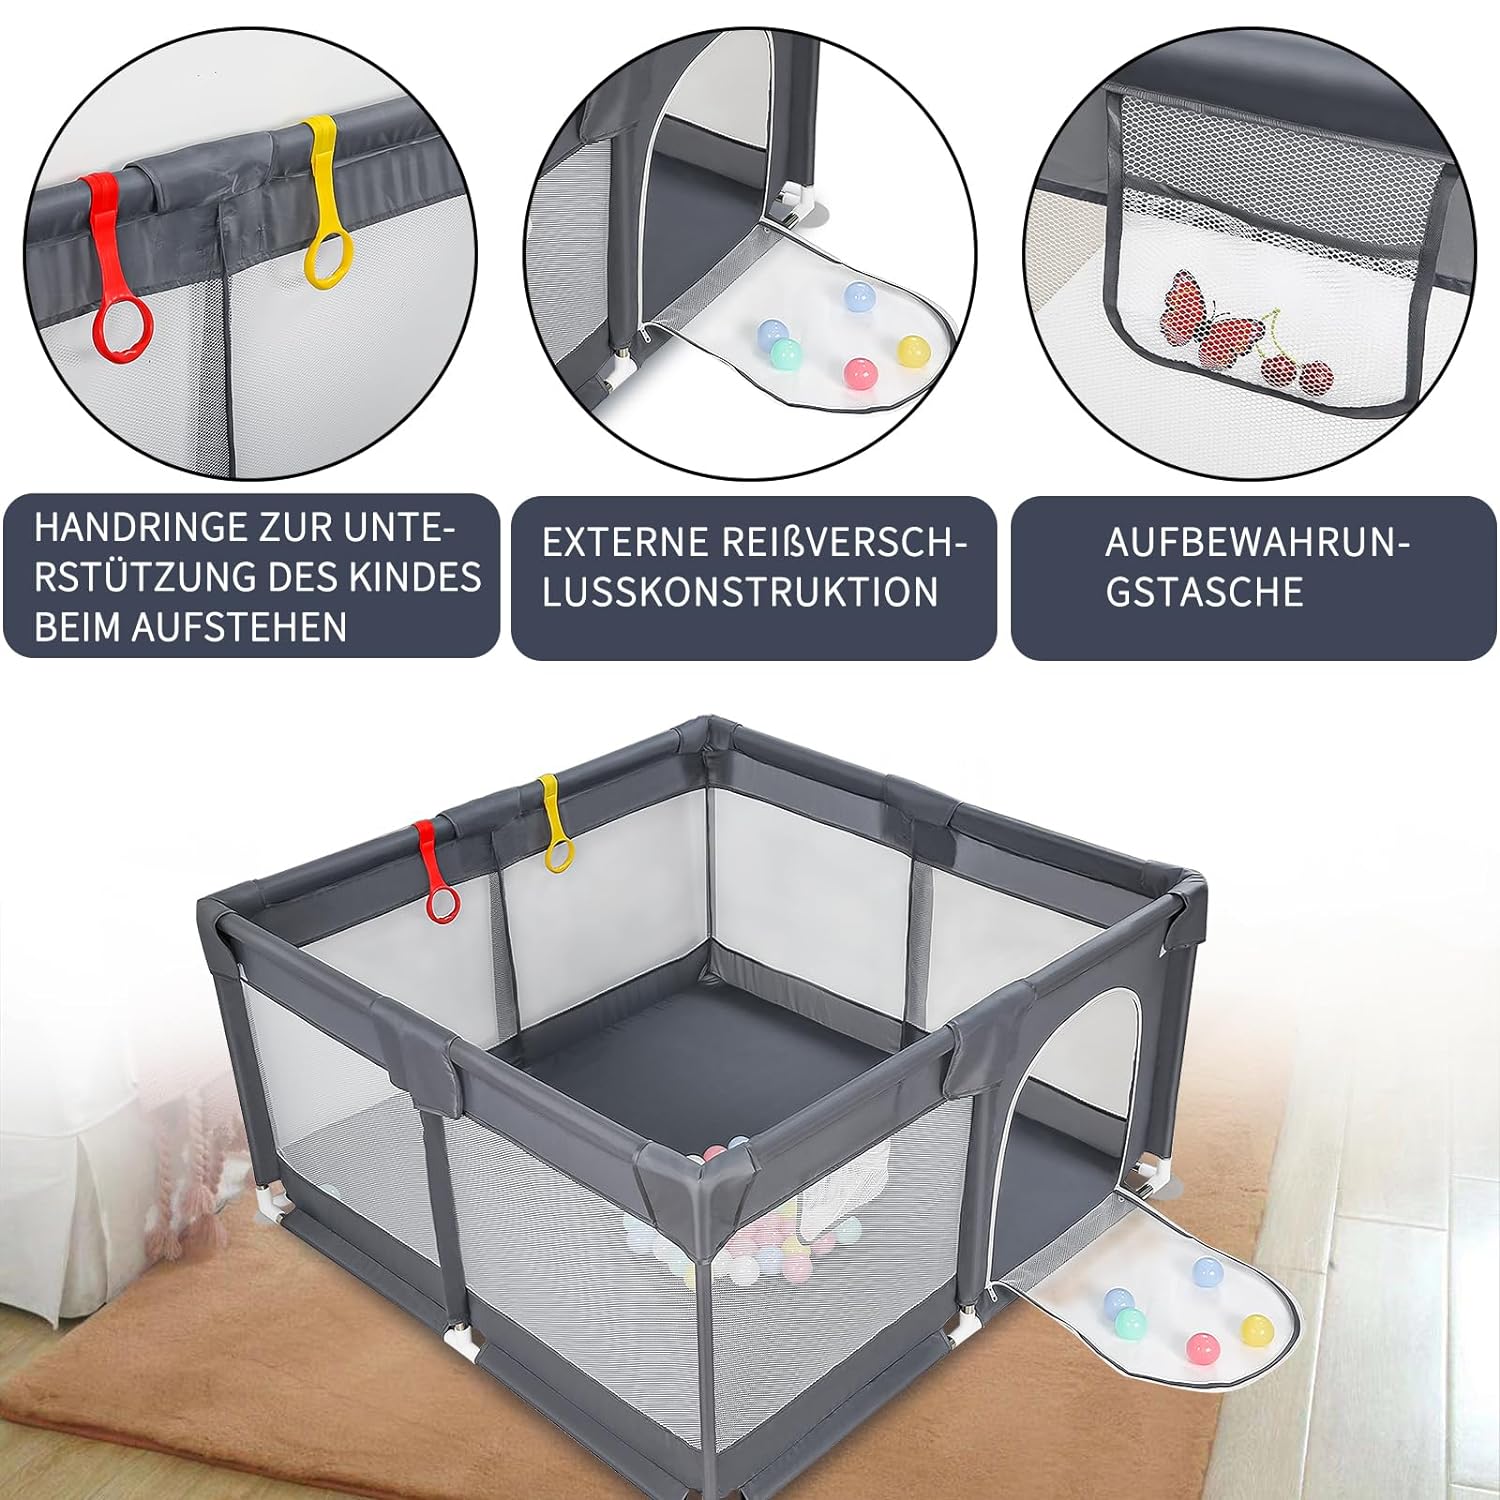 HANDRINGE ZUR UNTE-
RSTÜTZUNG DES KINDES
BEIM AUFSTEHEN
EXTERNE REIßVERSCH-
LUSSKONSTRUKTION
AUFBEWAHRUN-
GSTASCHE